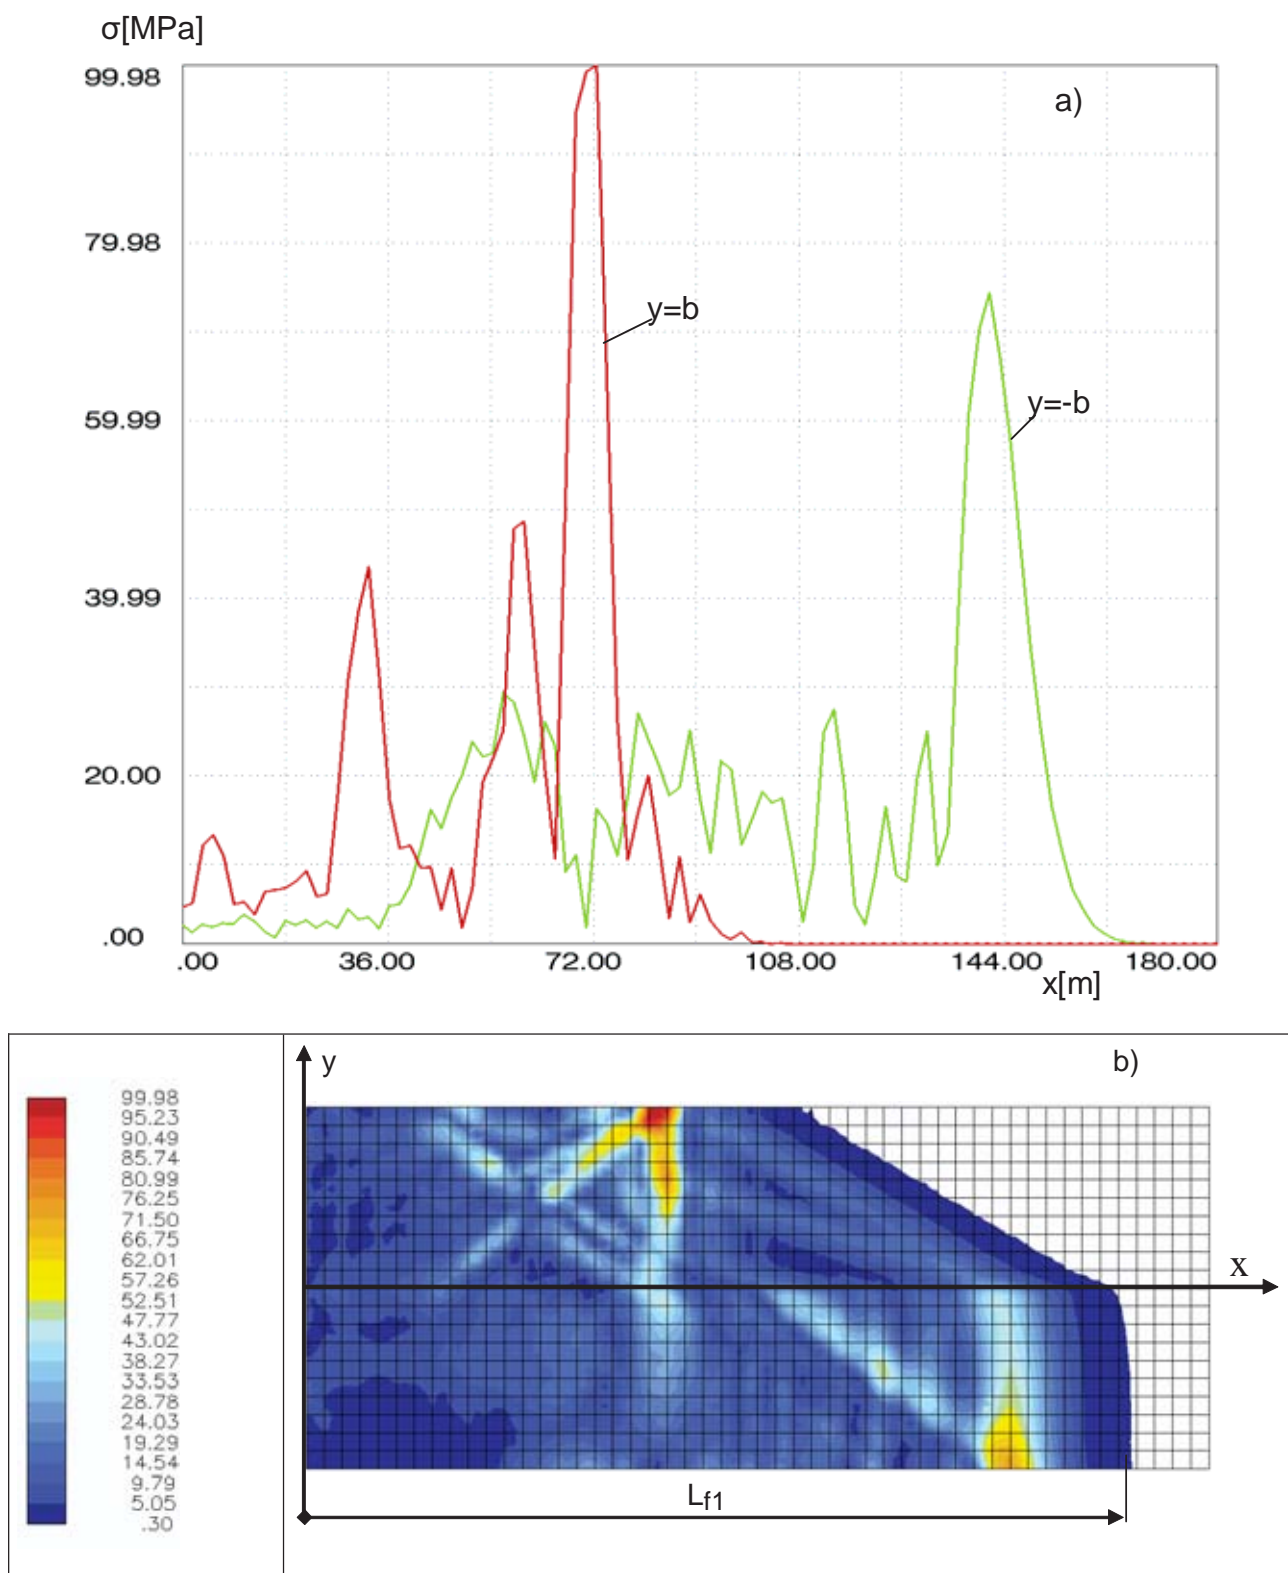 σ[MPa]
99.98
a)
79.98
y=b
y=-b
59.99
39.99
20.00
.00
.00 36.00 72.00 108.00 144.00 180.00
x[m]
y
b)
99.98
95.23
90.49
85.74
80.99
76.25
71.50
66.75
62.01
57.26
52.51
47.77
43.02
38.27
33.53
28.78
24.03
19.29
14.54
9.79
5.05
.30
x
Lf1